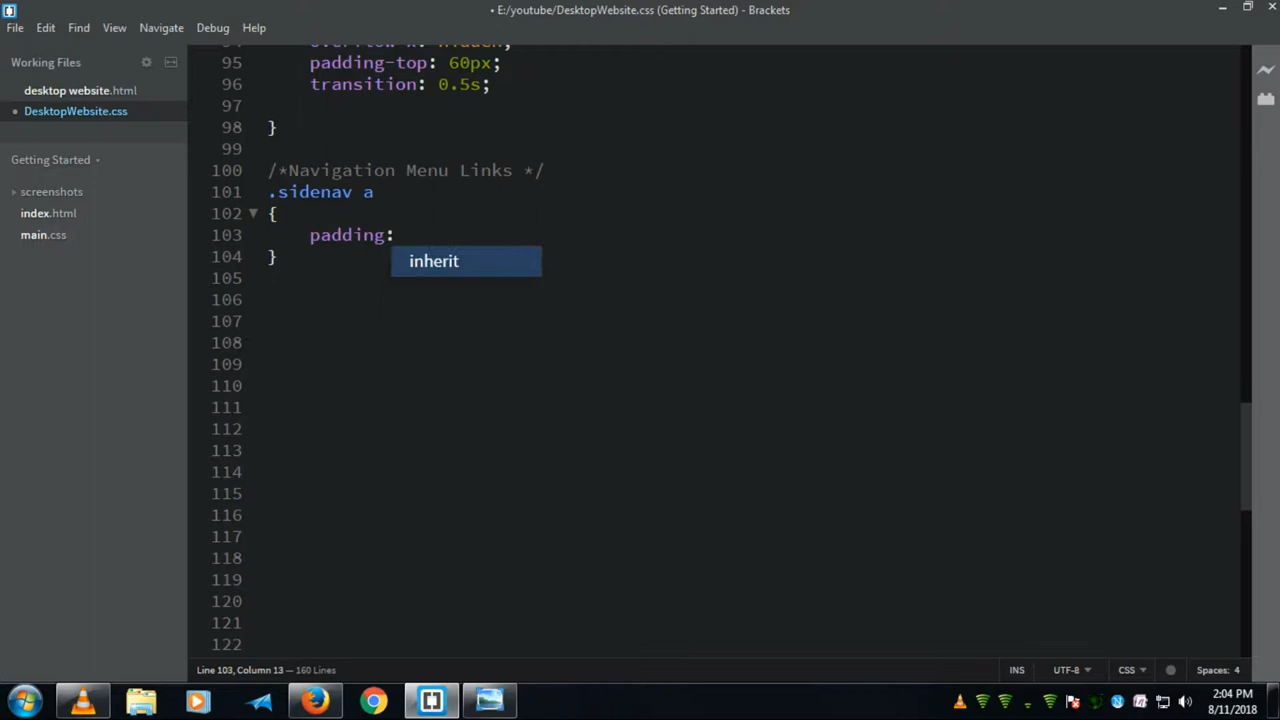 • E:/youtube/DesktopWebsite.css (Getting Started) - Brackets
File Edit Find View Navigate Debug Help
Working Files
desktop website.html
DesktopWebsite.css
Getting Started
screenshots
index.html
main.css
94 overflow-x: hidden;
95 padding-top: 60px;
96 transition: 0.5s;
97
98 }
99
100 /*Navigation Menu Links */
101 .sidenav a
102 {
103 padding:
inherit
104 }
105
106
107
108
109
110
111
112
113
114
115
116
117
118
119
120
121
122
Line 103, Column 13 — 160 Lines INS UTF-8 CSS Spaces: 4
2:04 PM
8/11/2018